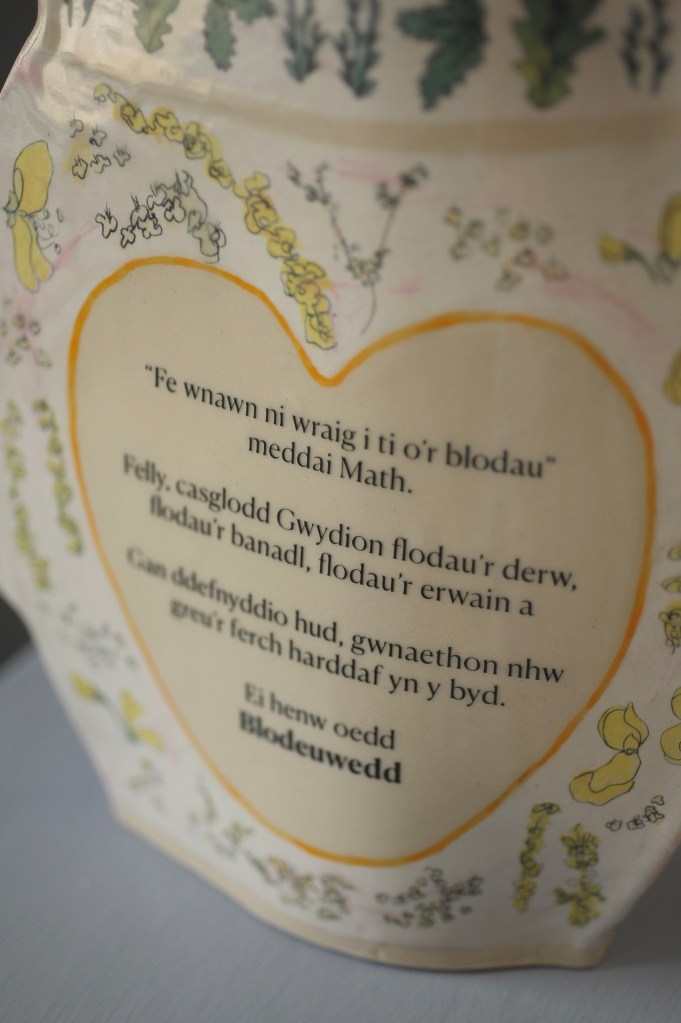 “Fe wnawn ni wraig i ti o'r blodau”
meddai Math.
Felly, casglodd Gwydion flodau'r derw,
flodau'r banadl, flodau'r erwain a
Gan ddefnyddio hud, gwnaethon nhw
greu'r ferch harddaf yn y byd.
Ei henw oedd
Blodeuwedd